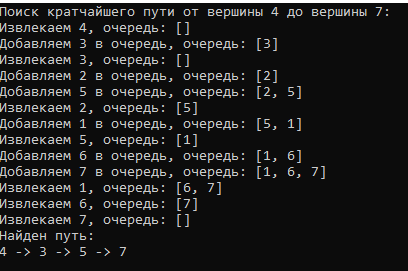 Поиск кратчайшего пути от вершины 4 до вершины 7:
Извлекаем 4, очередь: []
Добавляем 3 в очередь, очередь: [3]
Извлекаем 3, очередь: []
Добавляем 2 в очередь, очередь: [2]
Добавляем 5 в очередь, очередь: [2, 5]
Извлекаем 2, очередь: [5]
Добавляем 1 в очередь, очередь: [5, 1]
Извлекаем 5, очередь: [1]
Добавляем 6 в очередь, очередь: [1, 6]
Добавляем 7 в очередь, очередь: [1, 6, 7]
Извлекаем 1, очередь: [6, 7]
Извлекаем 6, очередь: [7]
Извлекаем 7, очередь: []
Найден путь:
4 -> 3 -> 5 -> 7